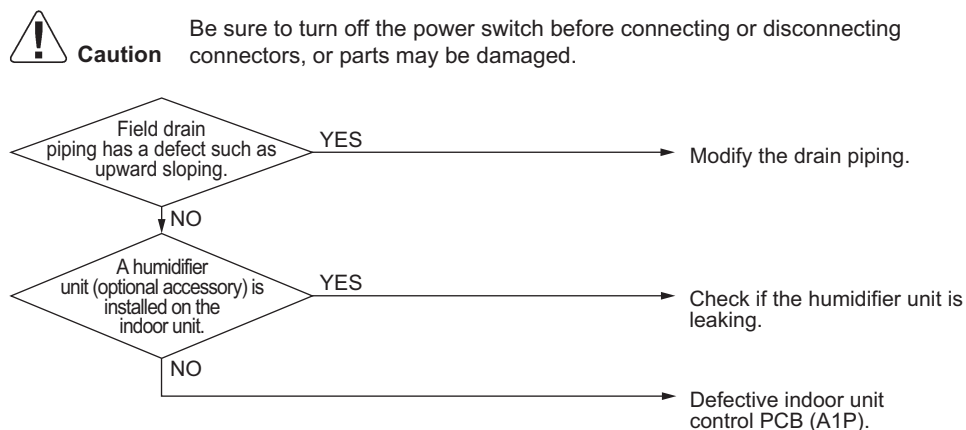 Caution
Be sure to turn off the power switch before connecting or disconnecting
connectors, or parts may be damaged.
Field drain
piping has a defect such as
upward sloping.
YES
Modify the drain piping.
NO
A humidifier
unit (optional accessory) is
installed on the
indoor unit.
YES
Check if the humidifier unit is
leaking.
NO
Defective indoor unit
control PCB (A1P).